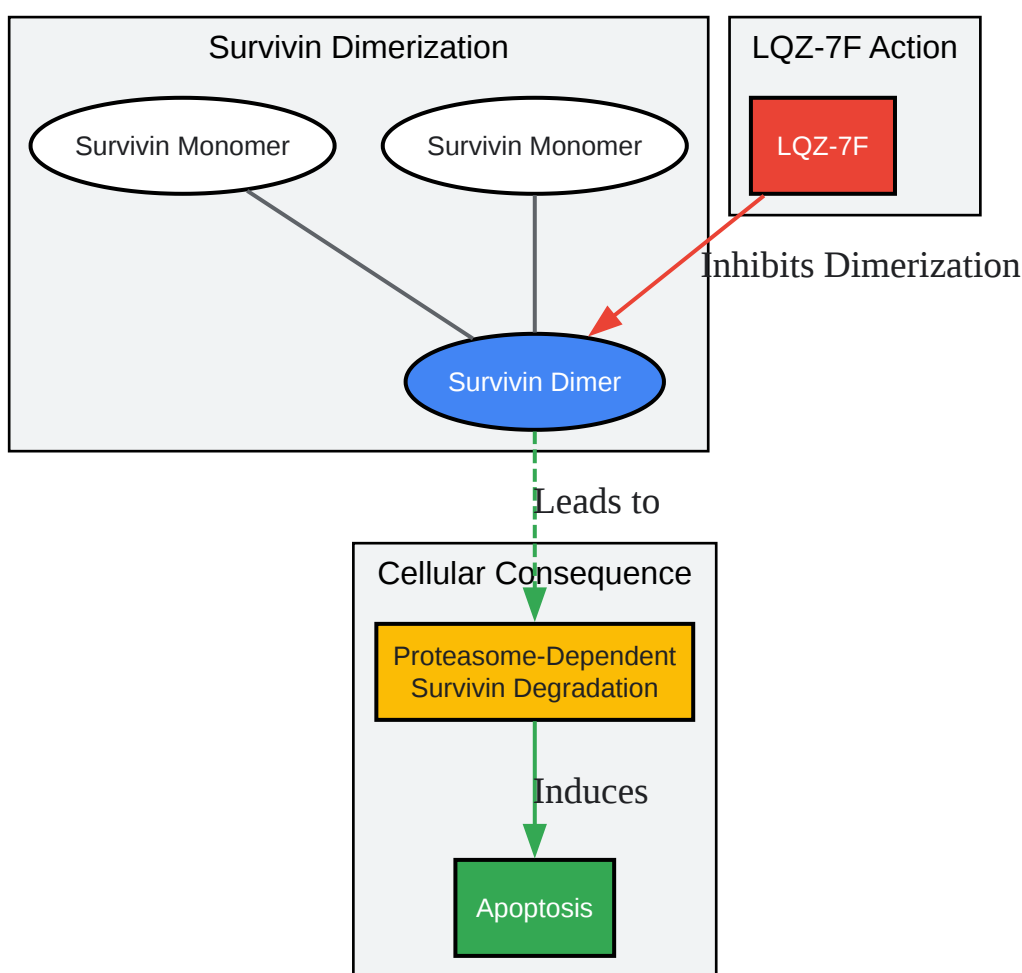 Survivin Dimerization
LQZ-7F Action
Survivin Monomer
Survivin Monomer
LQZ-7F
Inhibits Dimerization
Survivin Dimer
Leads to
Cellular Consequence
Proteasome-Dependent
Survivin Degradation
Induces
Apoptosis